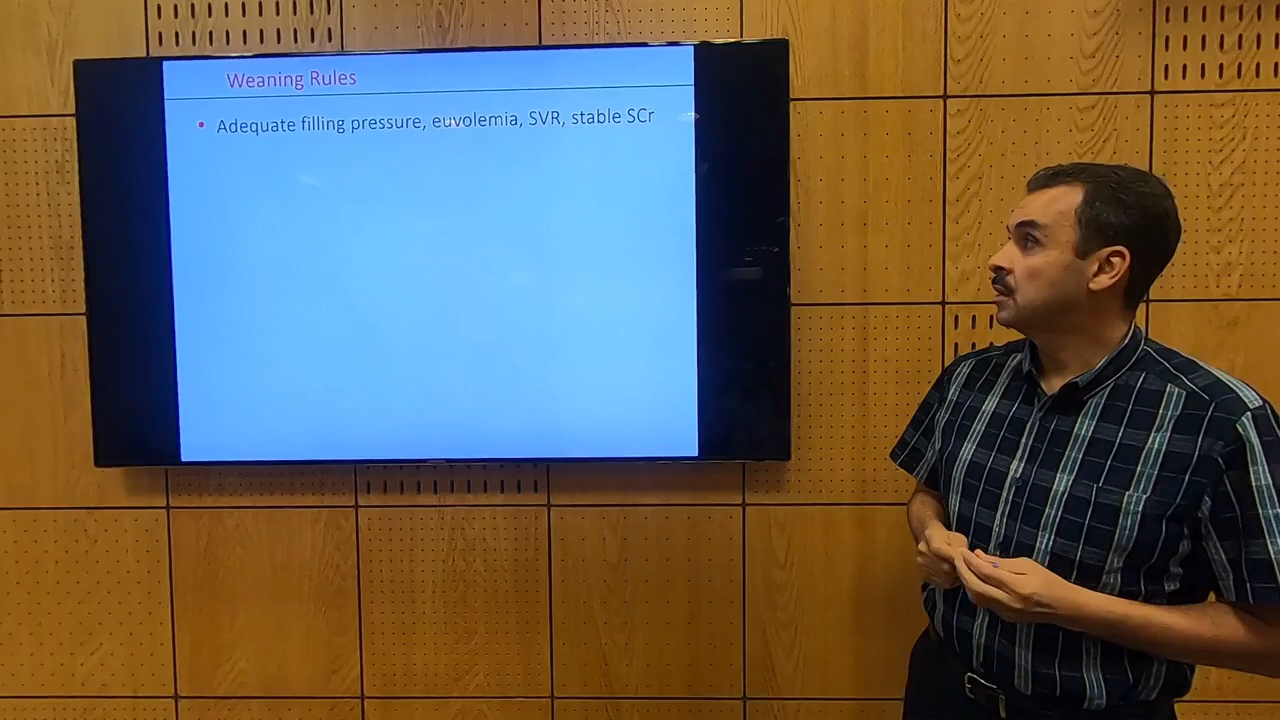 Weaning Rules
• Adequate filling pressure, euvolemia, SVR, stable SCr